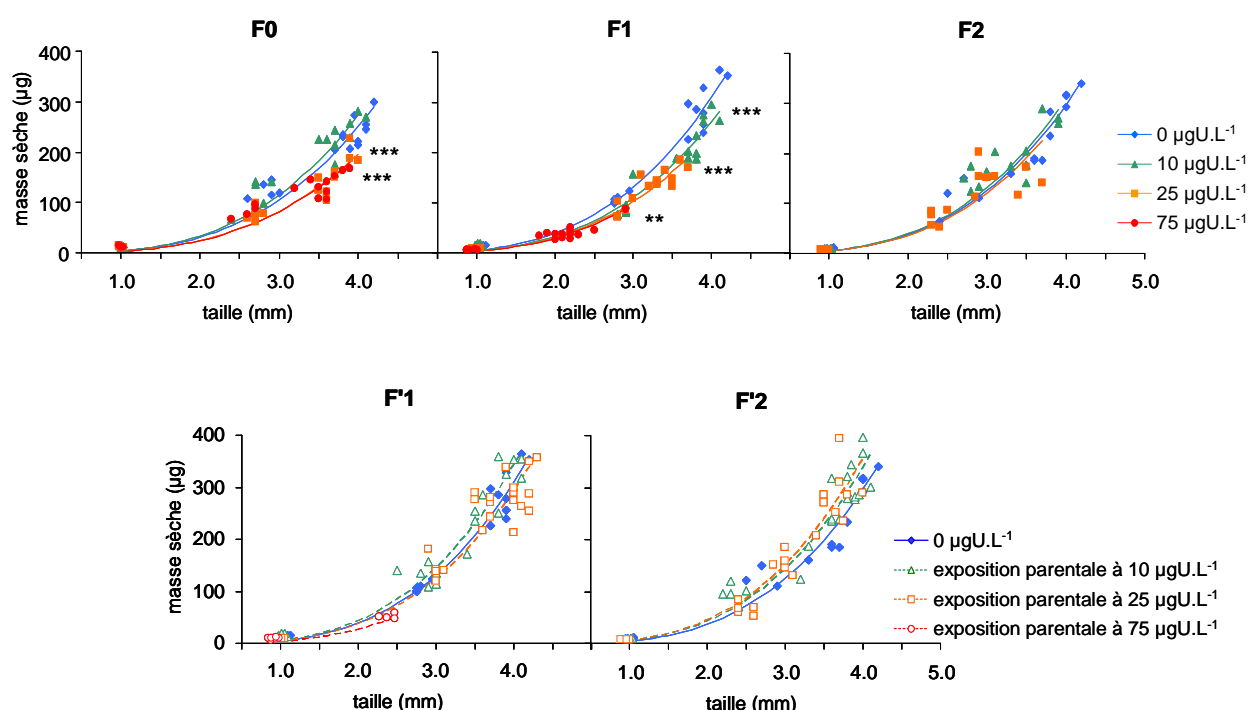 F0
F1
F2
masse sèche (µg)
400
300
200
100
0
***
***
***
***
**
0 µgU.L-1
10 µgU.L-1
25 µgU.L-1
75 µgU.L-1
1.0 2.0 3.0 4.0
1.0 2.0 3.0 4.0
1.0 2.0 3.0 4.0 5.0
taille (mm)
taille (mm)
taille (mm)
F'1
F'2
masse sèche (µg)
400
300
200
100
0
0 µgU.L-1
exposition parentale à 10 µgU.L-1
exposition parentale à 25 µgU.L-1
exposition parentale à 75 µgU.L-1
1.0 2.0 3.0 4.0
1.0 2.0 3.0 4.0 5.0
taille (mm)
taille (mm)